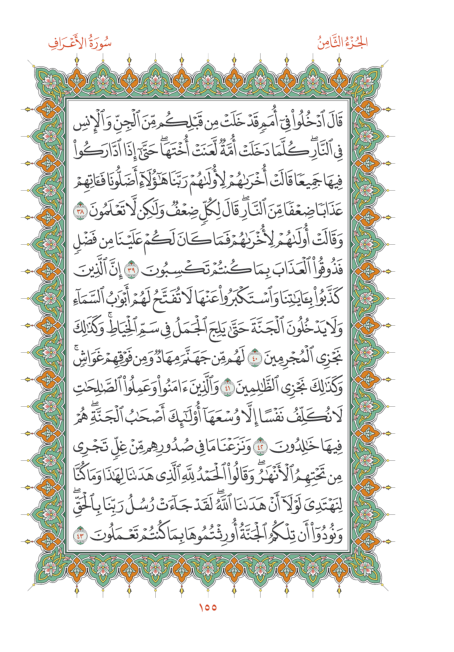 سُورَةُ الأَعْرَافِ
الجُزْءُ الثَّامِنُ
قَالَ ٱدْخُلُوا۟ فِىٓ أُمَمٍ قَدْ خَلَتْ مِن قَبْلِكُم مِّنَ ٱلْجِنِّ وَٱلْإِنسِ
فِى ٱلنَّارِ ۖ كُلَّمَا دَخَلَتْ أُمَّةٌ لَّعَنَتْ أُخْتَهَا ۖ حَتَّىٰٓ إِذَا ٱدَّارَكُوا۟
فِيهَا جَمِيعًا قَالَتْ أُخْرَىٰهُمْ لِأُولَىٰهُمْ رَبَّنَا هَٰٓؤُلَآءِ أَضَلُّونَا فَـَٔاتِهِمْ
عَذَابًا ضِعْفًا مِّنَ ٱلنَّارِ ۖ قَالَ لِكُلٍّ ضِعْفٌ وَلَٰكِن لَّا تَعْلَمُونَ ٣٨
وَقَالَتْ أُولَىٰهُمْ لِأُخْرَىٰهُمْ فَمَا كَانَ لَكُمْ عَلَيْنَا مِن فَضْلٍ
فَذُوقُوا۟ ٱلْعَذَابَ بِمَا كُنتُمْ تَكْسِبُونَ ٣٩ إِنَّ ٱلَّذِينَ
كَذَّبُوا۟ بِـَٔايَٰتِنَا وَٱسْتَكْبَرُوا۟ عَنْهَا لَا تُفَتَّحُ لَهُمْ أَبْوَٰبُ ٱلسَّمَآءِ
وَلَا يَدْخُلُونَ ٱلْجَنَّةَ حَتَّىٰ يَلِجَ ٱلْجَمَلُ فِى سَمِّ ٱلْخِيَاطِ ۚ وَكَذَٰلِكَ
نَجْزِى ٱلْمُجْرِمِينَ ٤٠ لَهُم مِّن جَهَنَّمَ مِهَادٌ وَمِن فَوْقِهِمْ غَوَاشٍ ۚ
وَكَذَٰلِكَ نَجْزِى ٱلظَّٰلِمِينَ ٤١ وَٱلَّذِينَ ءَامَنُوا۟ وَعَمِلُوا۟ ٱلصَّٰلِحَٰتِ
لَا نُكَلِّفُ نَفْسًا إِلَّا وُسْعَهَآ أُو۟لَٰٓئِكَ أَصْحَٰبُ ٱلْجَنَّةِ ۖ هُمْ
فِيهَا خَٰلِدُونَ ٤٢ وَنَزَعْنَا مَا فِى صُدُورِهِم مِّنْ غِلٍّ تَجْرِى
مِن تَحْتِهِمُ ٱلْأَنْهَٰرُ ۖ وَقَالُوا۟ ٱلْحَمْدُ لِلَّهِ ٱلَّذِى هَدَىٰنَا لِهَٰذَا وَمَا كُنَّا
لِنَهْتَدِىَ لَوْلَآ أَنْ هَدَىٰنَا ٱللَّهُ ۖ لَقَدْ جَآءَتْ رُسُلُ رَبِّنَا بِٱلْحَقِّ ۖ
وَنُودُوٓا۟ أَن تِلْكُمُ ٱلْجَنَّةُ أُورِثْتُمُوهَا بِمَا كُنتُمْ تَعْمَلُونَ ٤٣
١٥٥